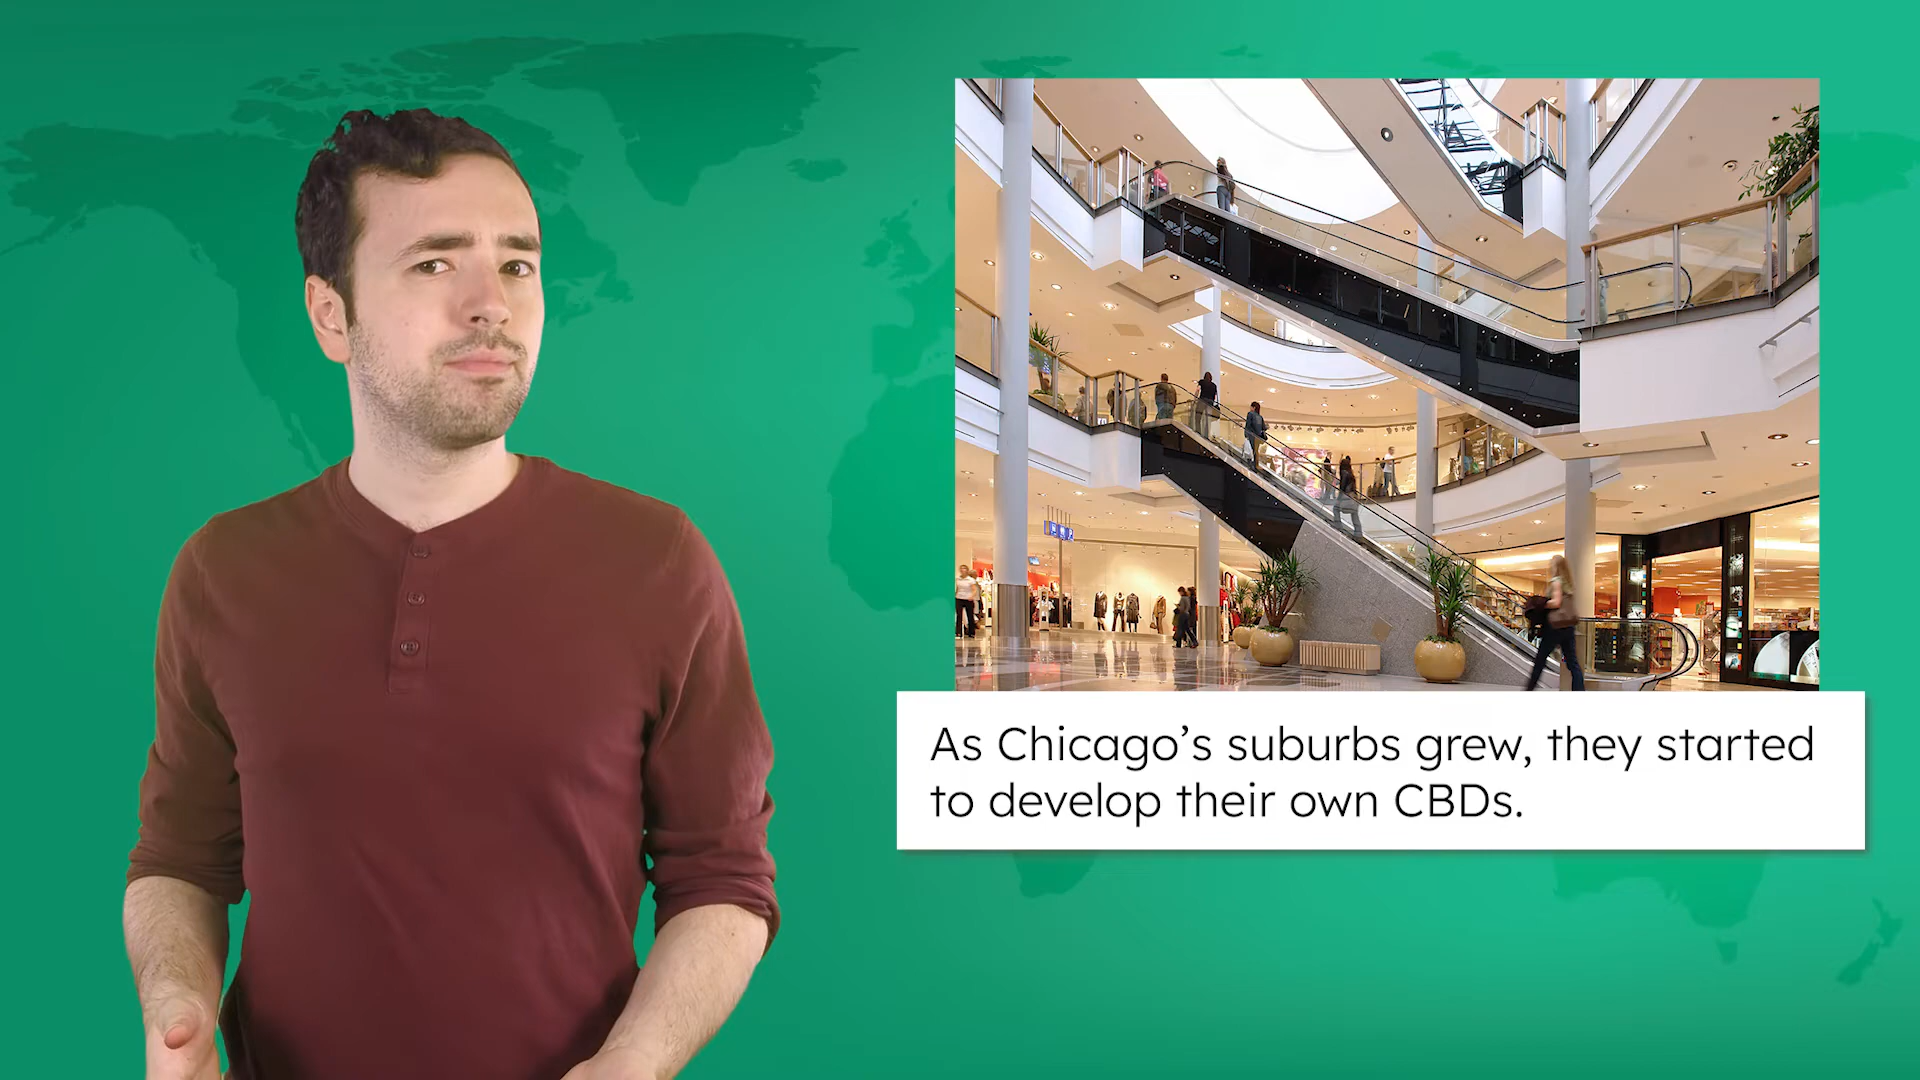 As Chicago’s suburbs grew, they started
to develop their own CBDs.